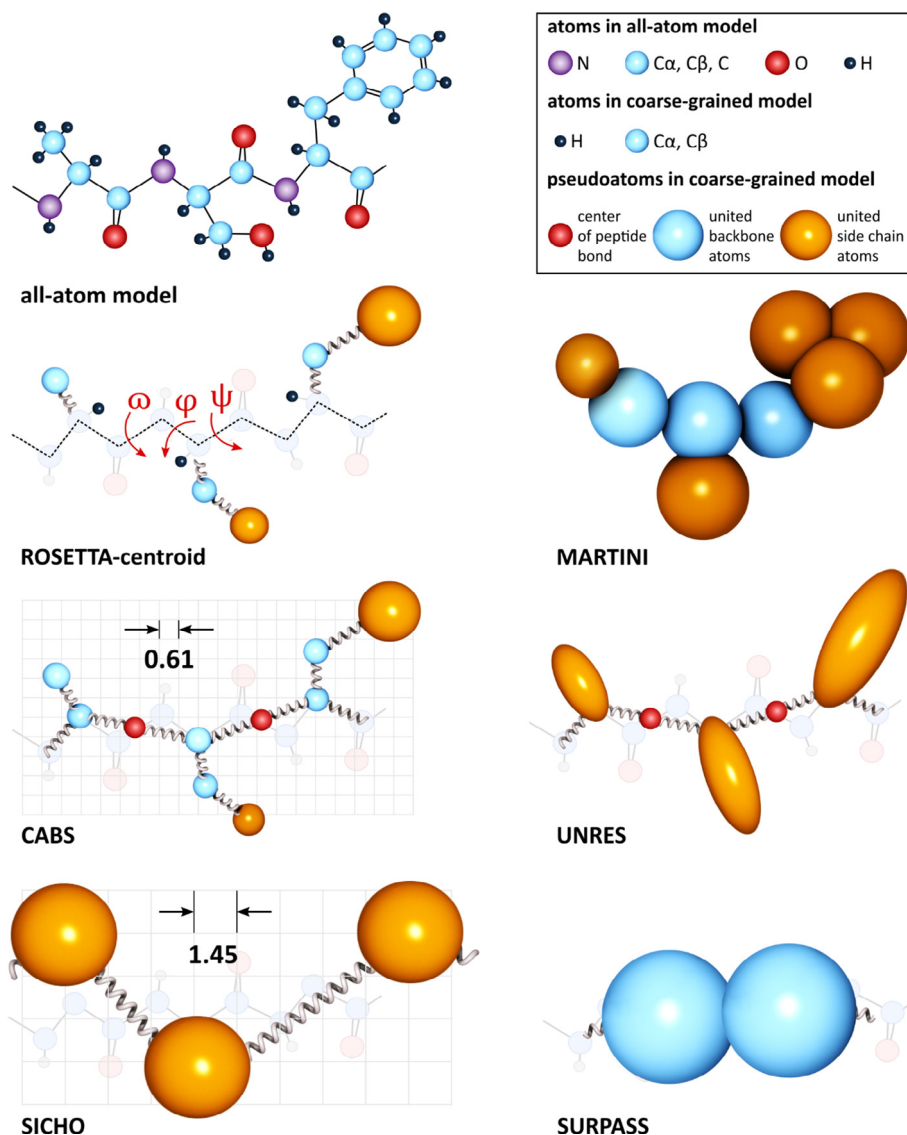 atoms in all-atom model
N Cα, Cβ, C O H
atoms in coarse-grained model
H Cα, Cβ
pseudoatoms in coarse-grained model
center of peptide bond
united backbone atoms
united side chain atoms
all-atom model
ω φ ψ
ROSETTA-centroid
MARTINI
0.61
CABS
UNRES
1.45
SICHO
SURPASS